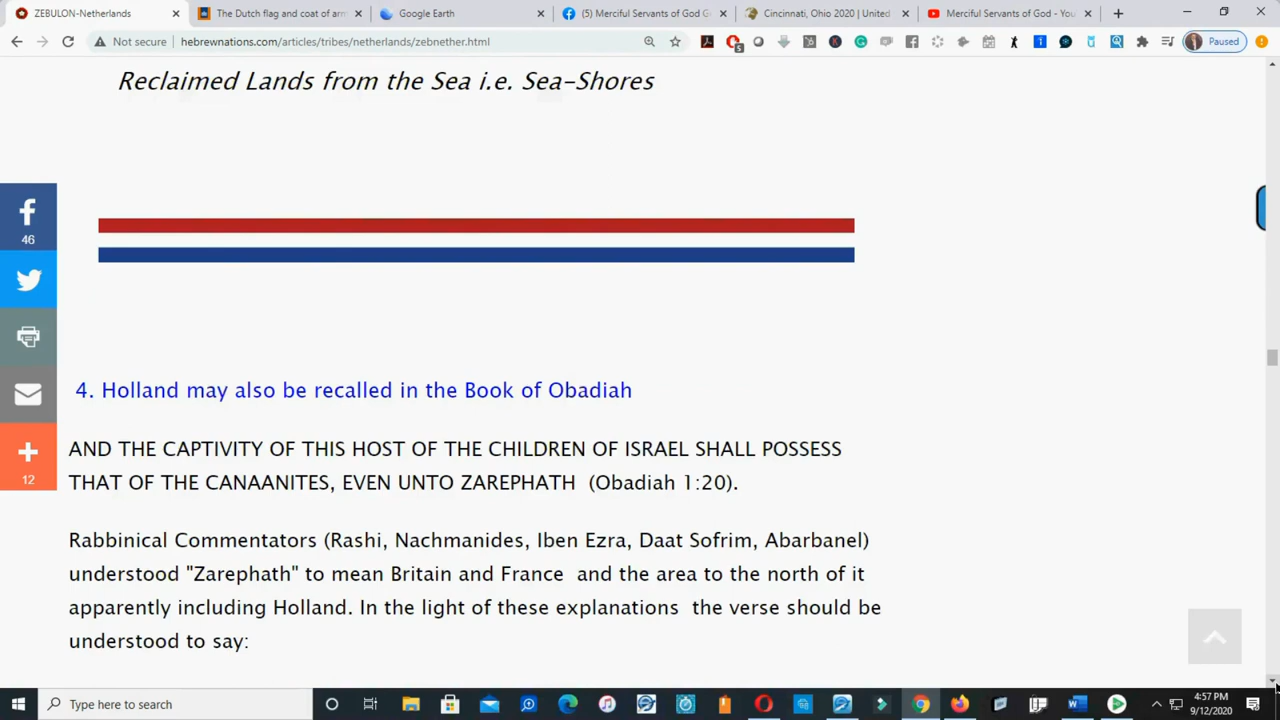 ZEBULON-Netherlands
The Dutch flag and coat of arm
Google Earth
(5) Merciful Servants of God G
Cincinnati, Ohio 2020 | United
Merciful Servants of God - You
Not secure
hebrewnations.com/articles/tribes/netherlands/zebnether.html
Paused
Reclaimed Lands from the Sea i.e. Sea-Shores
46
12
4. Holland may also be recalled in the Book of Obadiah
AND THE CAPTIVITY OF THIS HOST OF THE CHILDREN OF ISRAEL SHALL POSSESS
THAT OF THE CANAANITES, EVEN UNTO ZAREPHATH (Obadiah 1:20).
Rabbinical Commentators (Rashi, Nachmanides, Iben Ezra, Daat Sofrim, Abarbanel)
understood "Zarephath" to mean Britain and France and the area to the north of it
apparently including Holland. In the light of these explanations the verse should be
understood to say:
Type here to search
4:57 PM
9/12/2020